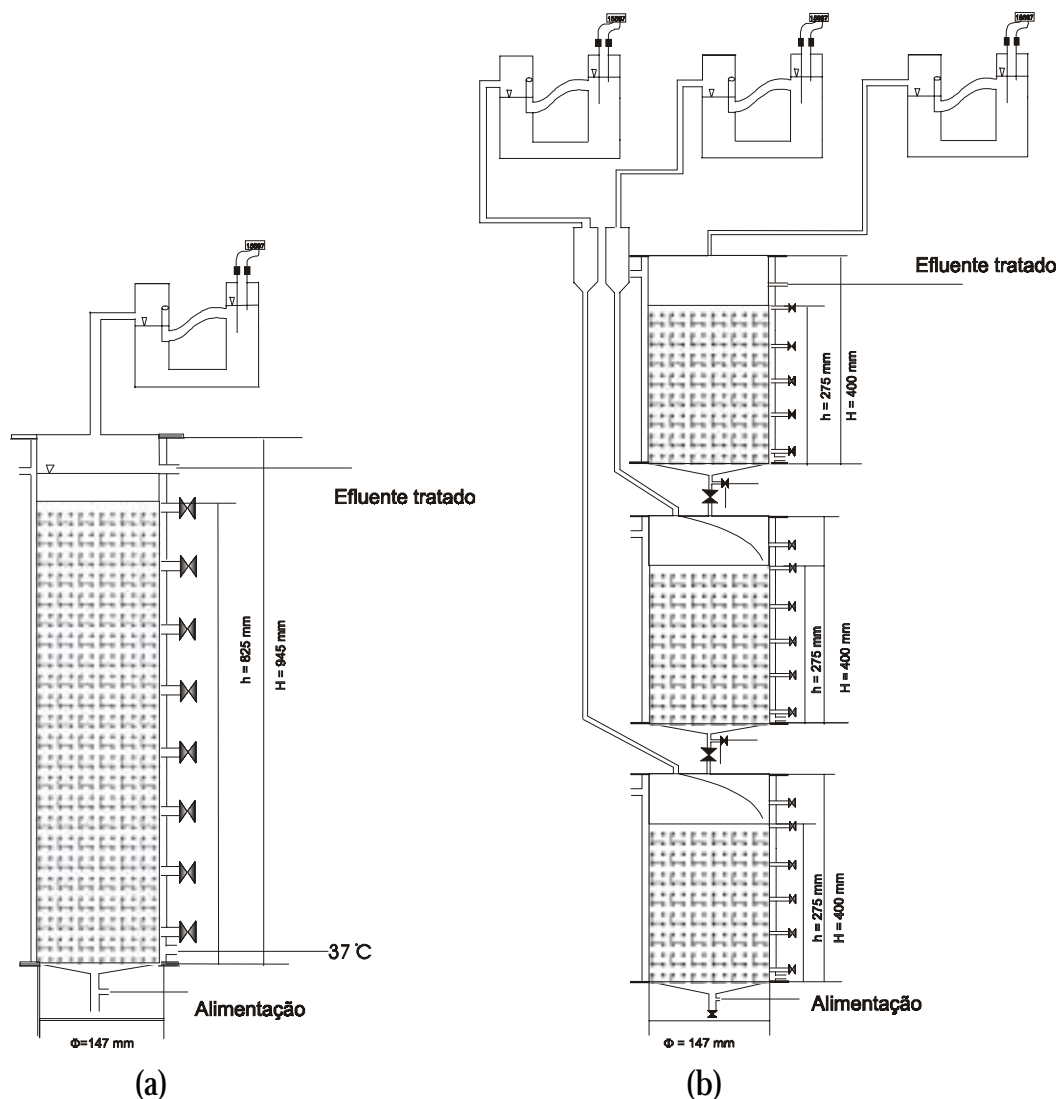 Efluente tratado
h = 825 mm
H = 945 mm
37°C
Alimentação
Φ=147 mm
(a)
Efluente tratado
h = 275 mm
H = 400 mm
h = 275 mm
H = 400 mm
h = 275 mm
H = 400 mm
Alimentação
Φ = 147 mm
(b)